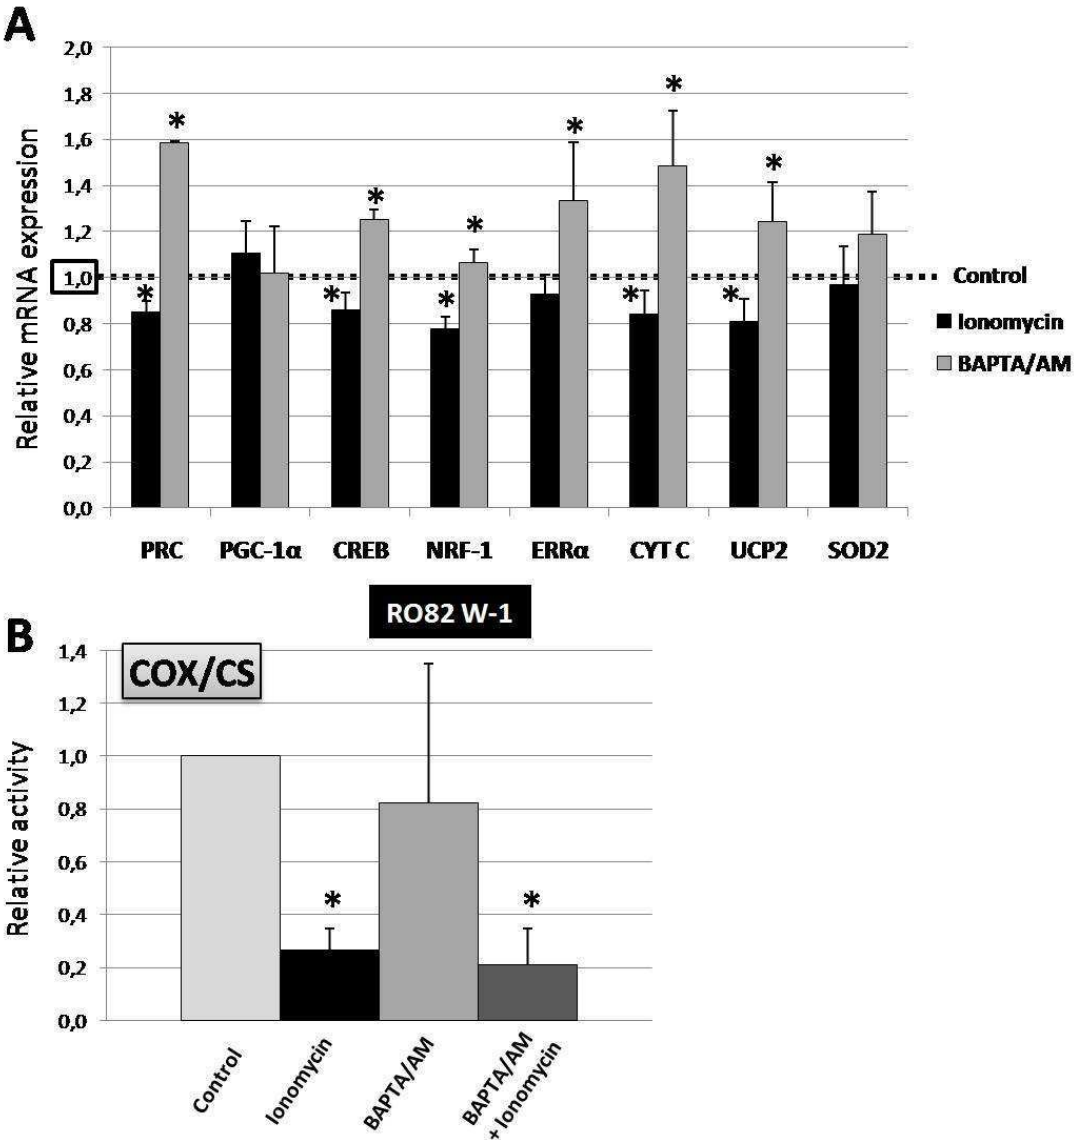 A
2,0
1,8
1,6
1,4
1,2
1,0
0,8
0,6
0,4
0,2
0,0
Relative mRNA expression
* * * * * * * * * * *
Control
Ionomycin
BAPTA/AM
PRC PGC-1α CREB NRF-1 ERRα CYT C UCP2 SOD2
RO82 W-1
B
COX/CS
1,4
1,2
1,0
0,8
0,6
0,4
0,2
0,0
Relative activity
* *
Control
Ionomycin
BAPTA/AM
BAPTA/AM
+ Ionomycin